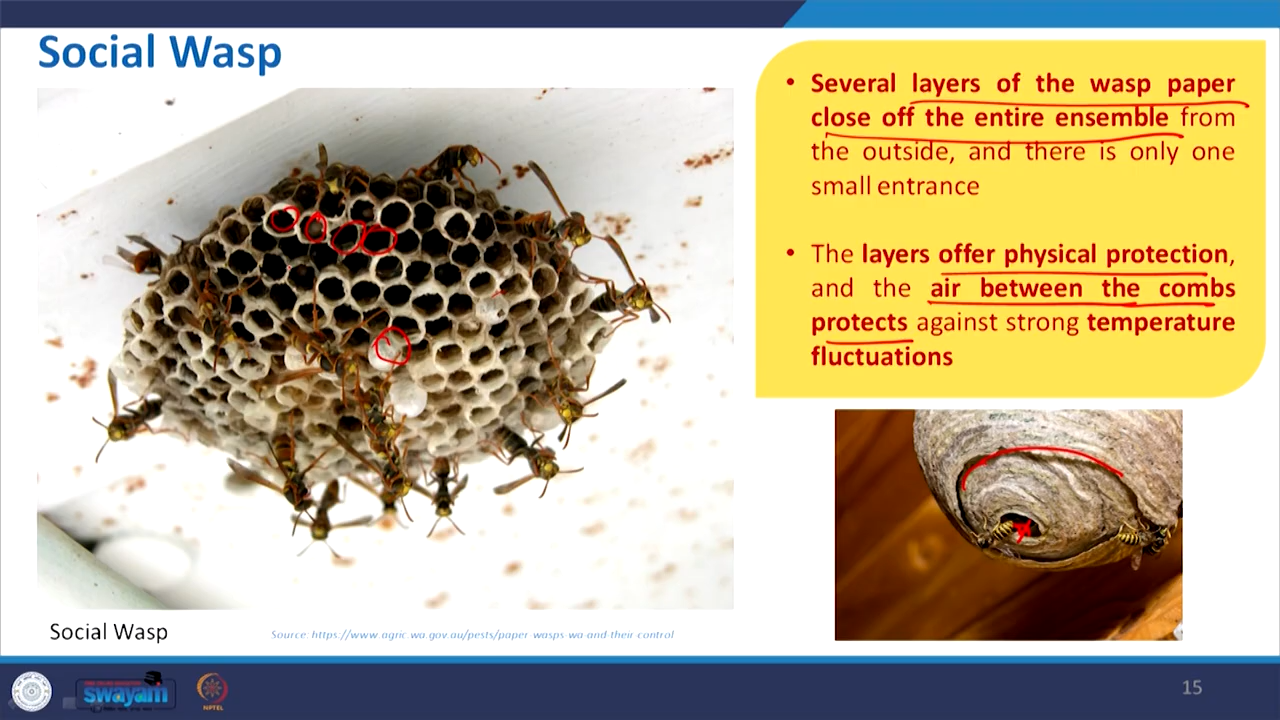 Social Wasp
• Several layers of the wasp paper
close off the entire ensemble from
the outside, and there is only one
small entrance
• The layers offer physical protection,
and the air between the combs
protects against strong temperature
fluctuations
Social Wasp
Source: https://www.agric.wa.gov.au/pests/paper-wasps-wa-and-their-control
swayam
NPTEL
15